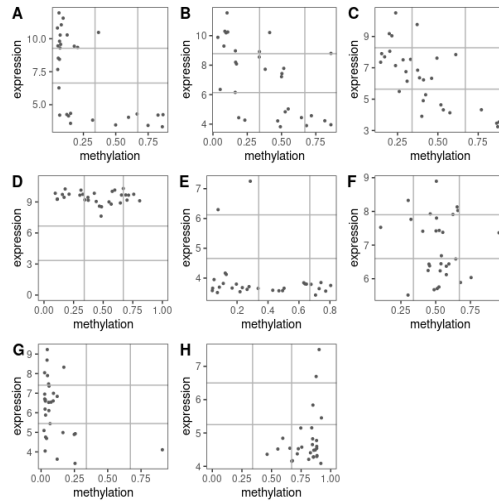 A
expression
10.0
7.5
5.0
0.25 0.50 0.75
methylation
B
expression
10
8
6
4
0.00 0.25 0.50 0.75
methylation
C
expression
9
7
5
3
0.25 0.50 0.75
methylation
D
expression
9
6
3
0
0.00 0.25 0.50 0.75 1.00
methylation
E
expression
7
6
5
4
0.2 0.4 0.6 0.8
methylation
F
expression
9
8
7
6
0.25 0.50 0.75
methylation
G
expression
9
8
7
6
5
4
0.00 0.25 0.50 0.75
methylation
H
expression
7
6
5
4
0.00 0.25 0.50 0.75 1.00
methylation